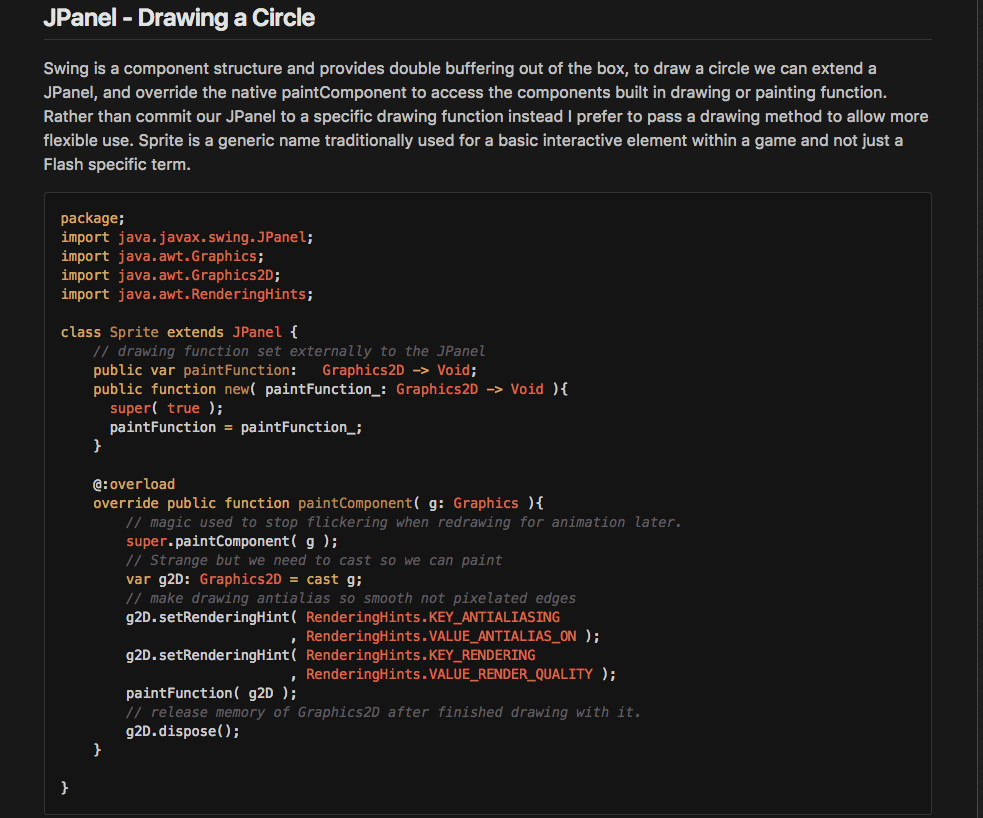 JPanel - Drawing a Circle
Swing is a component structure and provides double buffering out of the box, to draw a circle we can extend a
JPanel, and override the native paintComponent to access the components built in drawing or painting function.
Rather than commit our JPanel to a specific drawing function instead I prefer to pass a drawing method to allow more
flexible use. Sprite is a generic name traditionally used for a basic interactive element within a game and not just a
Flash specific term.
package;
import java.javax.swing.JPanel;
import java.awt.Graphics;
import java.awt.Graphics2D;
import java.awt.RenderingHints;
class Sprite extends JPanel {
    // drawing function set externally to the JPanel
    public var paintFunction:   Graphics2D -> Void;
    public function new( paintFunction_: Graphics2D -> Void ){
      super( true );
      paintFunction = paintFunction_;
    }
    @:overload
    override public function paintComponent( g: Graphics ){
        // magic used to stop flickering when redrawing for animation later.
        super.paintComponent( g );
        // Strange but we need to cast so we can paint
        var g2D: Graphics2D = cast g;
        // make drawing antialias so smooth not pixelated edges
        g2D.setRenderingHint( RenderingHints.KEY_ANTIALIASING
                            , RenderingHints.VALUE_ANTIALIAS_ON );
        g2D.setRenderingHint( RenderingHints.KEY_RENDERING
                            , RenderingHints.VALUE_RENDER_QUALITY );
        paintFunction( g2D );
        // release memory of Graphics2D after finished drawing with it.
        g2D.dispose();
    }
}